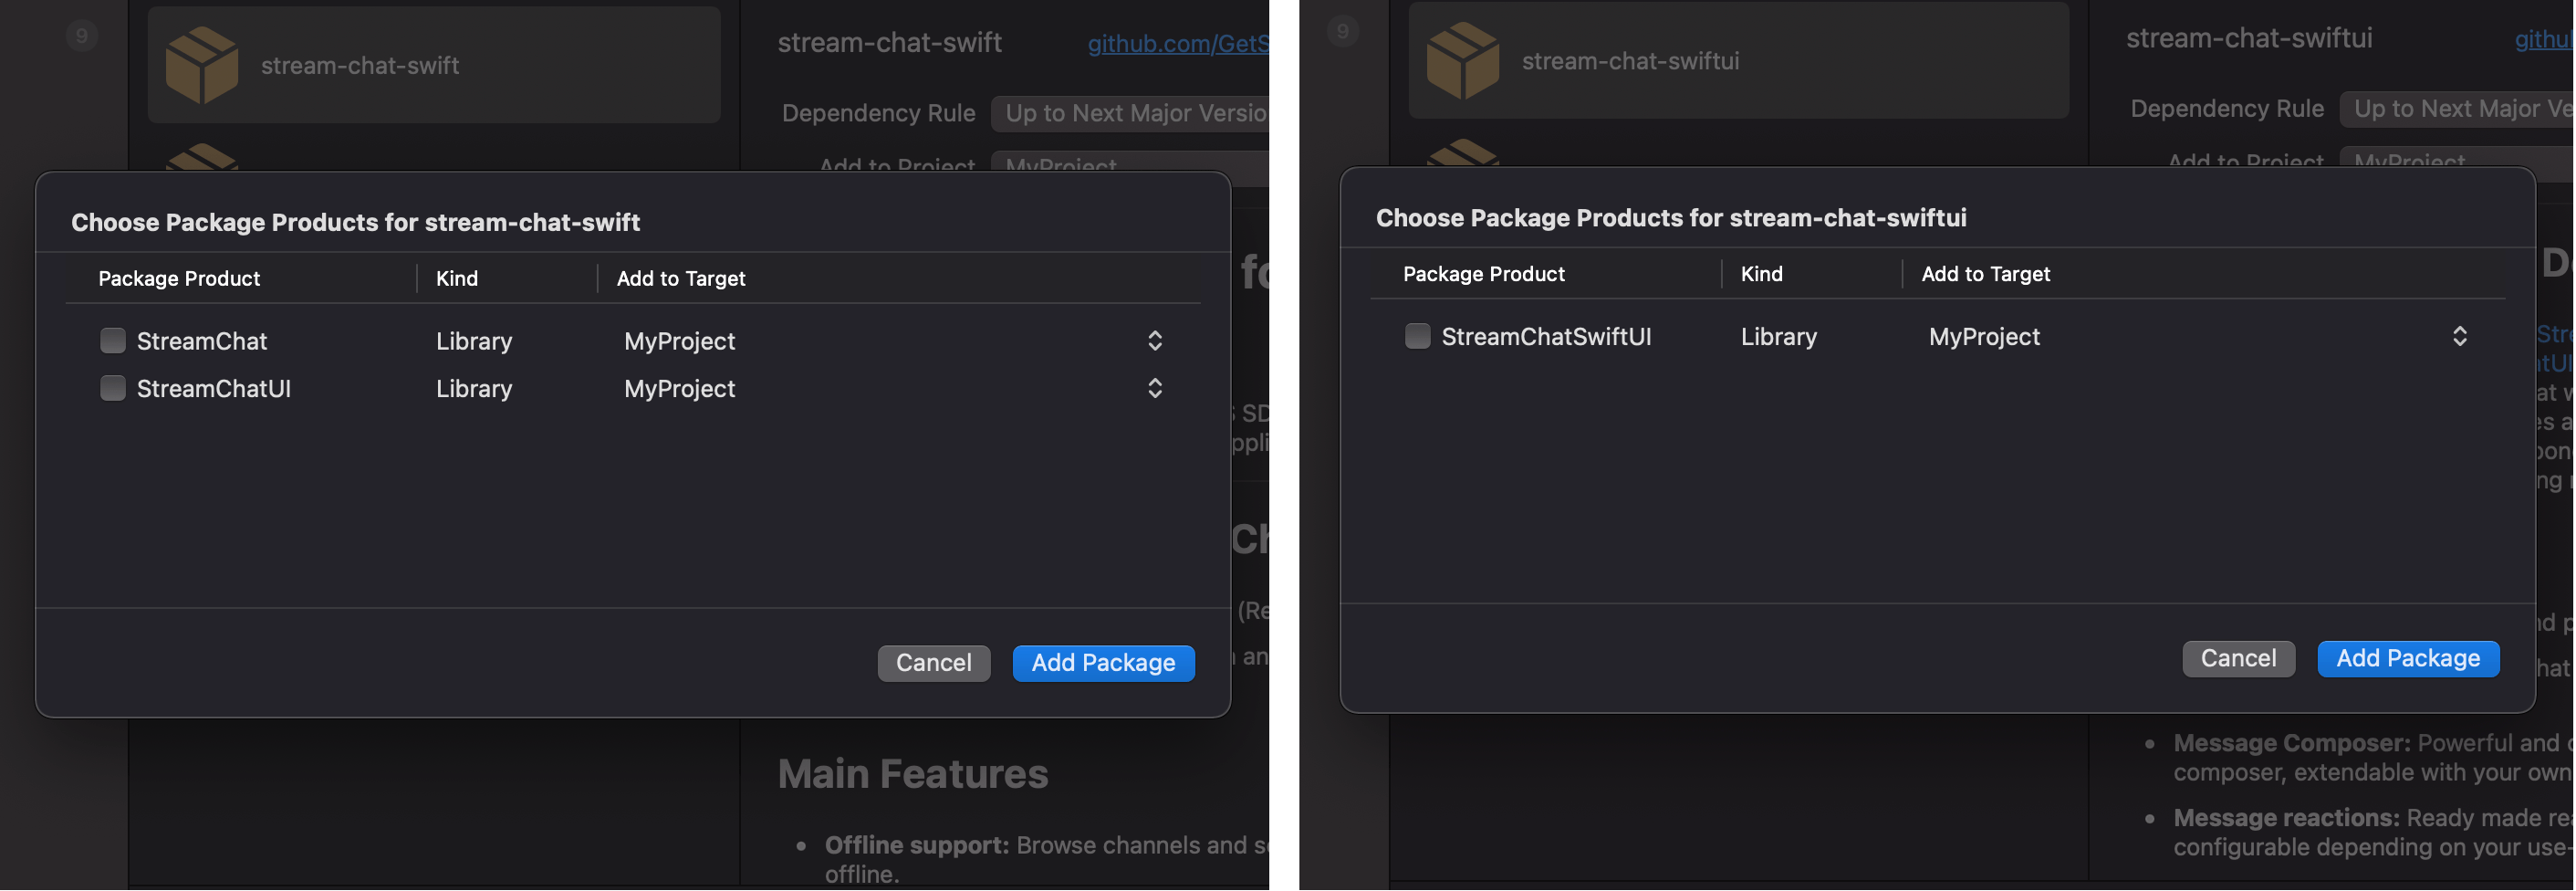 9
stream-chat-swift
stream-chat-swift
github.com/GetS
Dependency Rule
Up to Next Major Versio
Add to Project
MyProject
Choose Package Products for stream-chat-swift
Package Product
Kind
Add to Target
StreamChat
Library
MyProject
StreamChatUI
Library
MyProject
Cancel
Add Package
Main Features
• Offline support: Browse channels and s
offline.
9
stream-chat-swiftui
stream-chat-swiftui
githu
Dependency Rule
Up to Next Major Ve
Add to Project
MyProject
Choose Package Products for stream-chat-swiftui
Package Product
Kind
Add to Target
StreamChatSwiftUI
Library
MyProject
Cancel
Add Package
• Message Composer: Powerful and
composer, extendable with your own
• Message reactions: Ready made rea
configurable depending on your use-